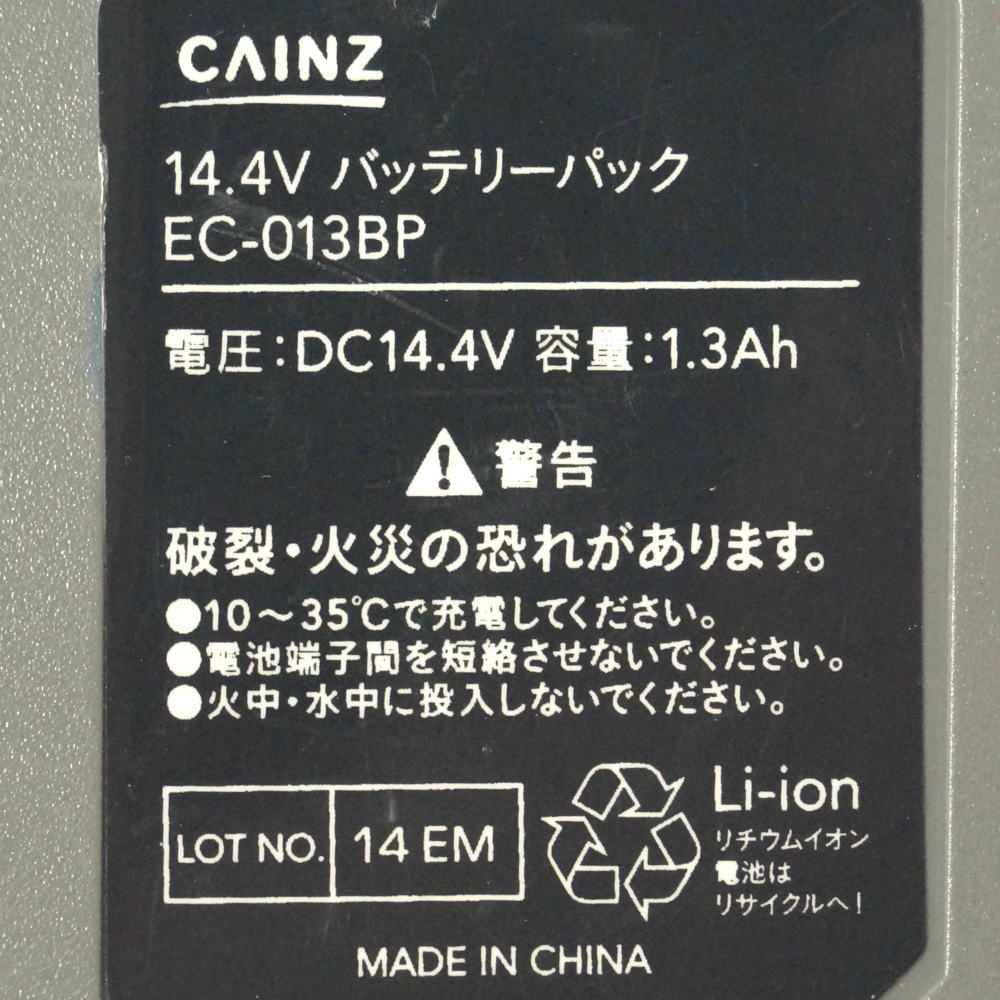 CAINZ
14.4V バッテリーパック
EC-013BP
電圧:DC14.4V 容量:1.3Ah
警告
破裂・火災の恐れがあります。
●10～35℃で充電してください。
●電池端子間を短絡させないでください。
●火中・水中に投入しないでください。
LOT NO. 14 EM
Li-ion
リチウムイオン
電池は
リサイクルへ!
MADE IN CHINA